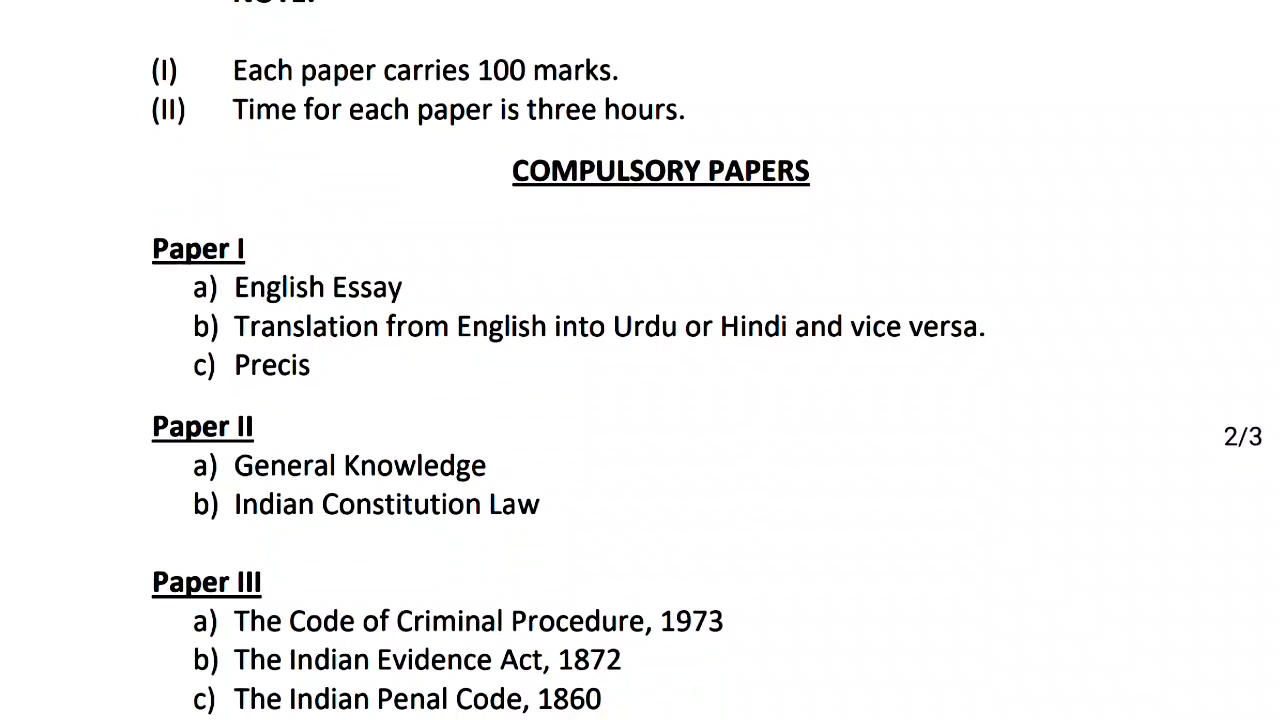 (I) Each paper carries 100 marks.
(II) Time for each paper is three hours.
COMPULSORY PAPERS
Paper I
a) English Essay
b) Translation from English into Urdu or Hindi and vice versa.
c) Precis
Paper II
2/3
a) General Knowledge
b) Indian Constitution Law
Paper III
a) The Code of Criminal Procedure, 1973
b) The Indian Evidence Act, 1872
c) The Indian Penal Code, 1860